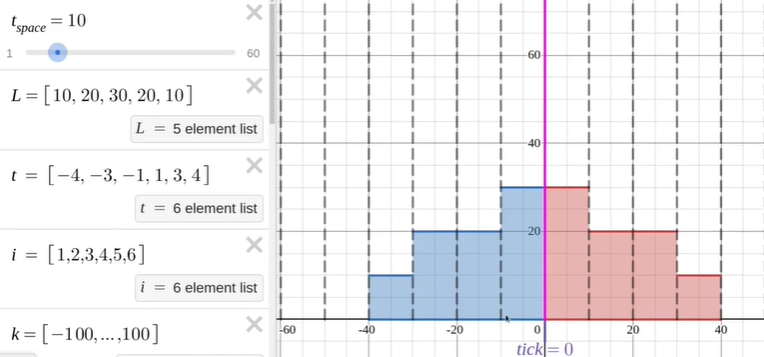 t_space = 10
1
60
L = [10, 20, 30, 20, 10]
L = 5 element list
t = [−4, −3, −1, 1, 3, 4]
t = 6 element list
i = [1,2,3,4,5,6]
i = 6 element list
k = [−100,...,100]
60
40
20
-60
-40
-20
0
20
40
tick = 0